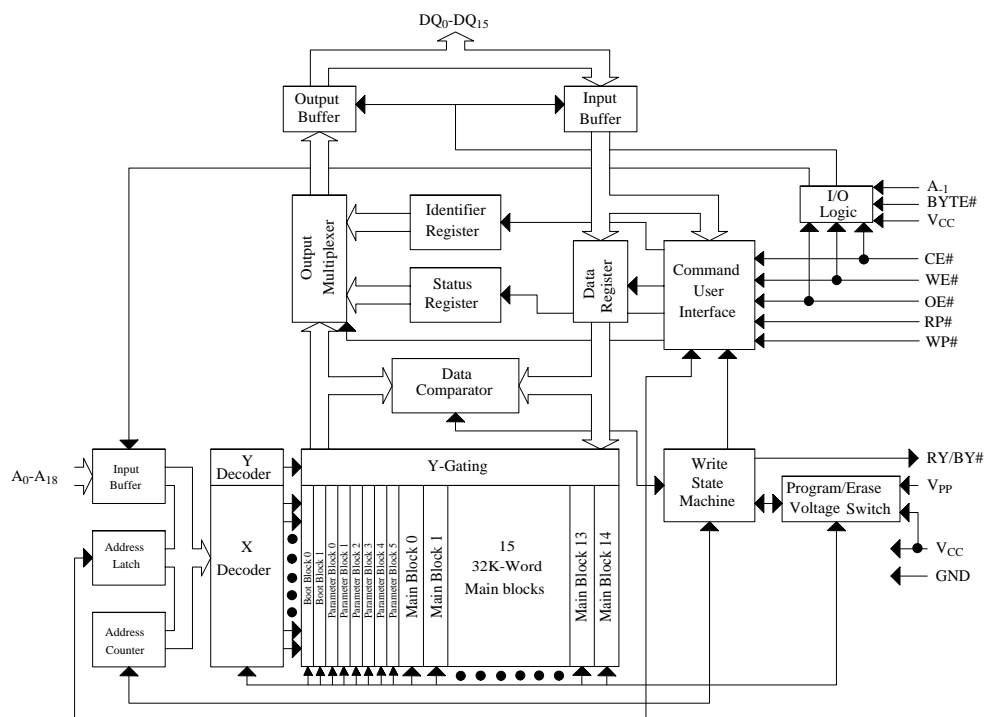 DQ0-DQ15
Output
Buffer
Input
Buffer
A-1
BYTE#
VCC
I/O
Logic
Output
Multiplexer
Identifier
Register
Status
Register
Data
Register
Command
User
Interface
CE#
WE#
OE#
RP#
WP#
Data
Comparator
A0-A18
Input
Buffer
Y
Decoder
Y-Gating
Write
State
Machine
RY/BY#
VPP
Program/Erase
Voltage Switch
VCC
GND
Address
Latch
X
Decoder
Boot Block 0
Boot Block 1
Parameter Block 0
Parameter Block 1
Parameter Block 2
Parameter Block 3
Parameter Block 4
Parameter Block 5
Main Block 0
Main Block 1
15
32K-Word
Main blocks
Main Block 13
Main Block 14
Address
Counter